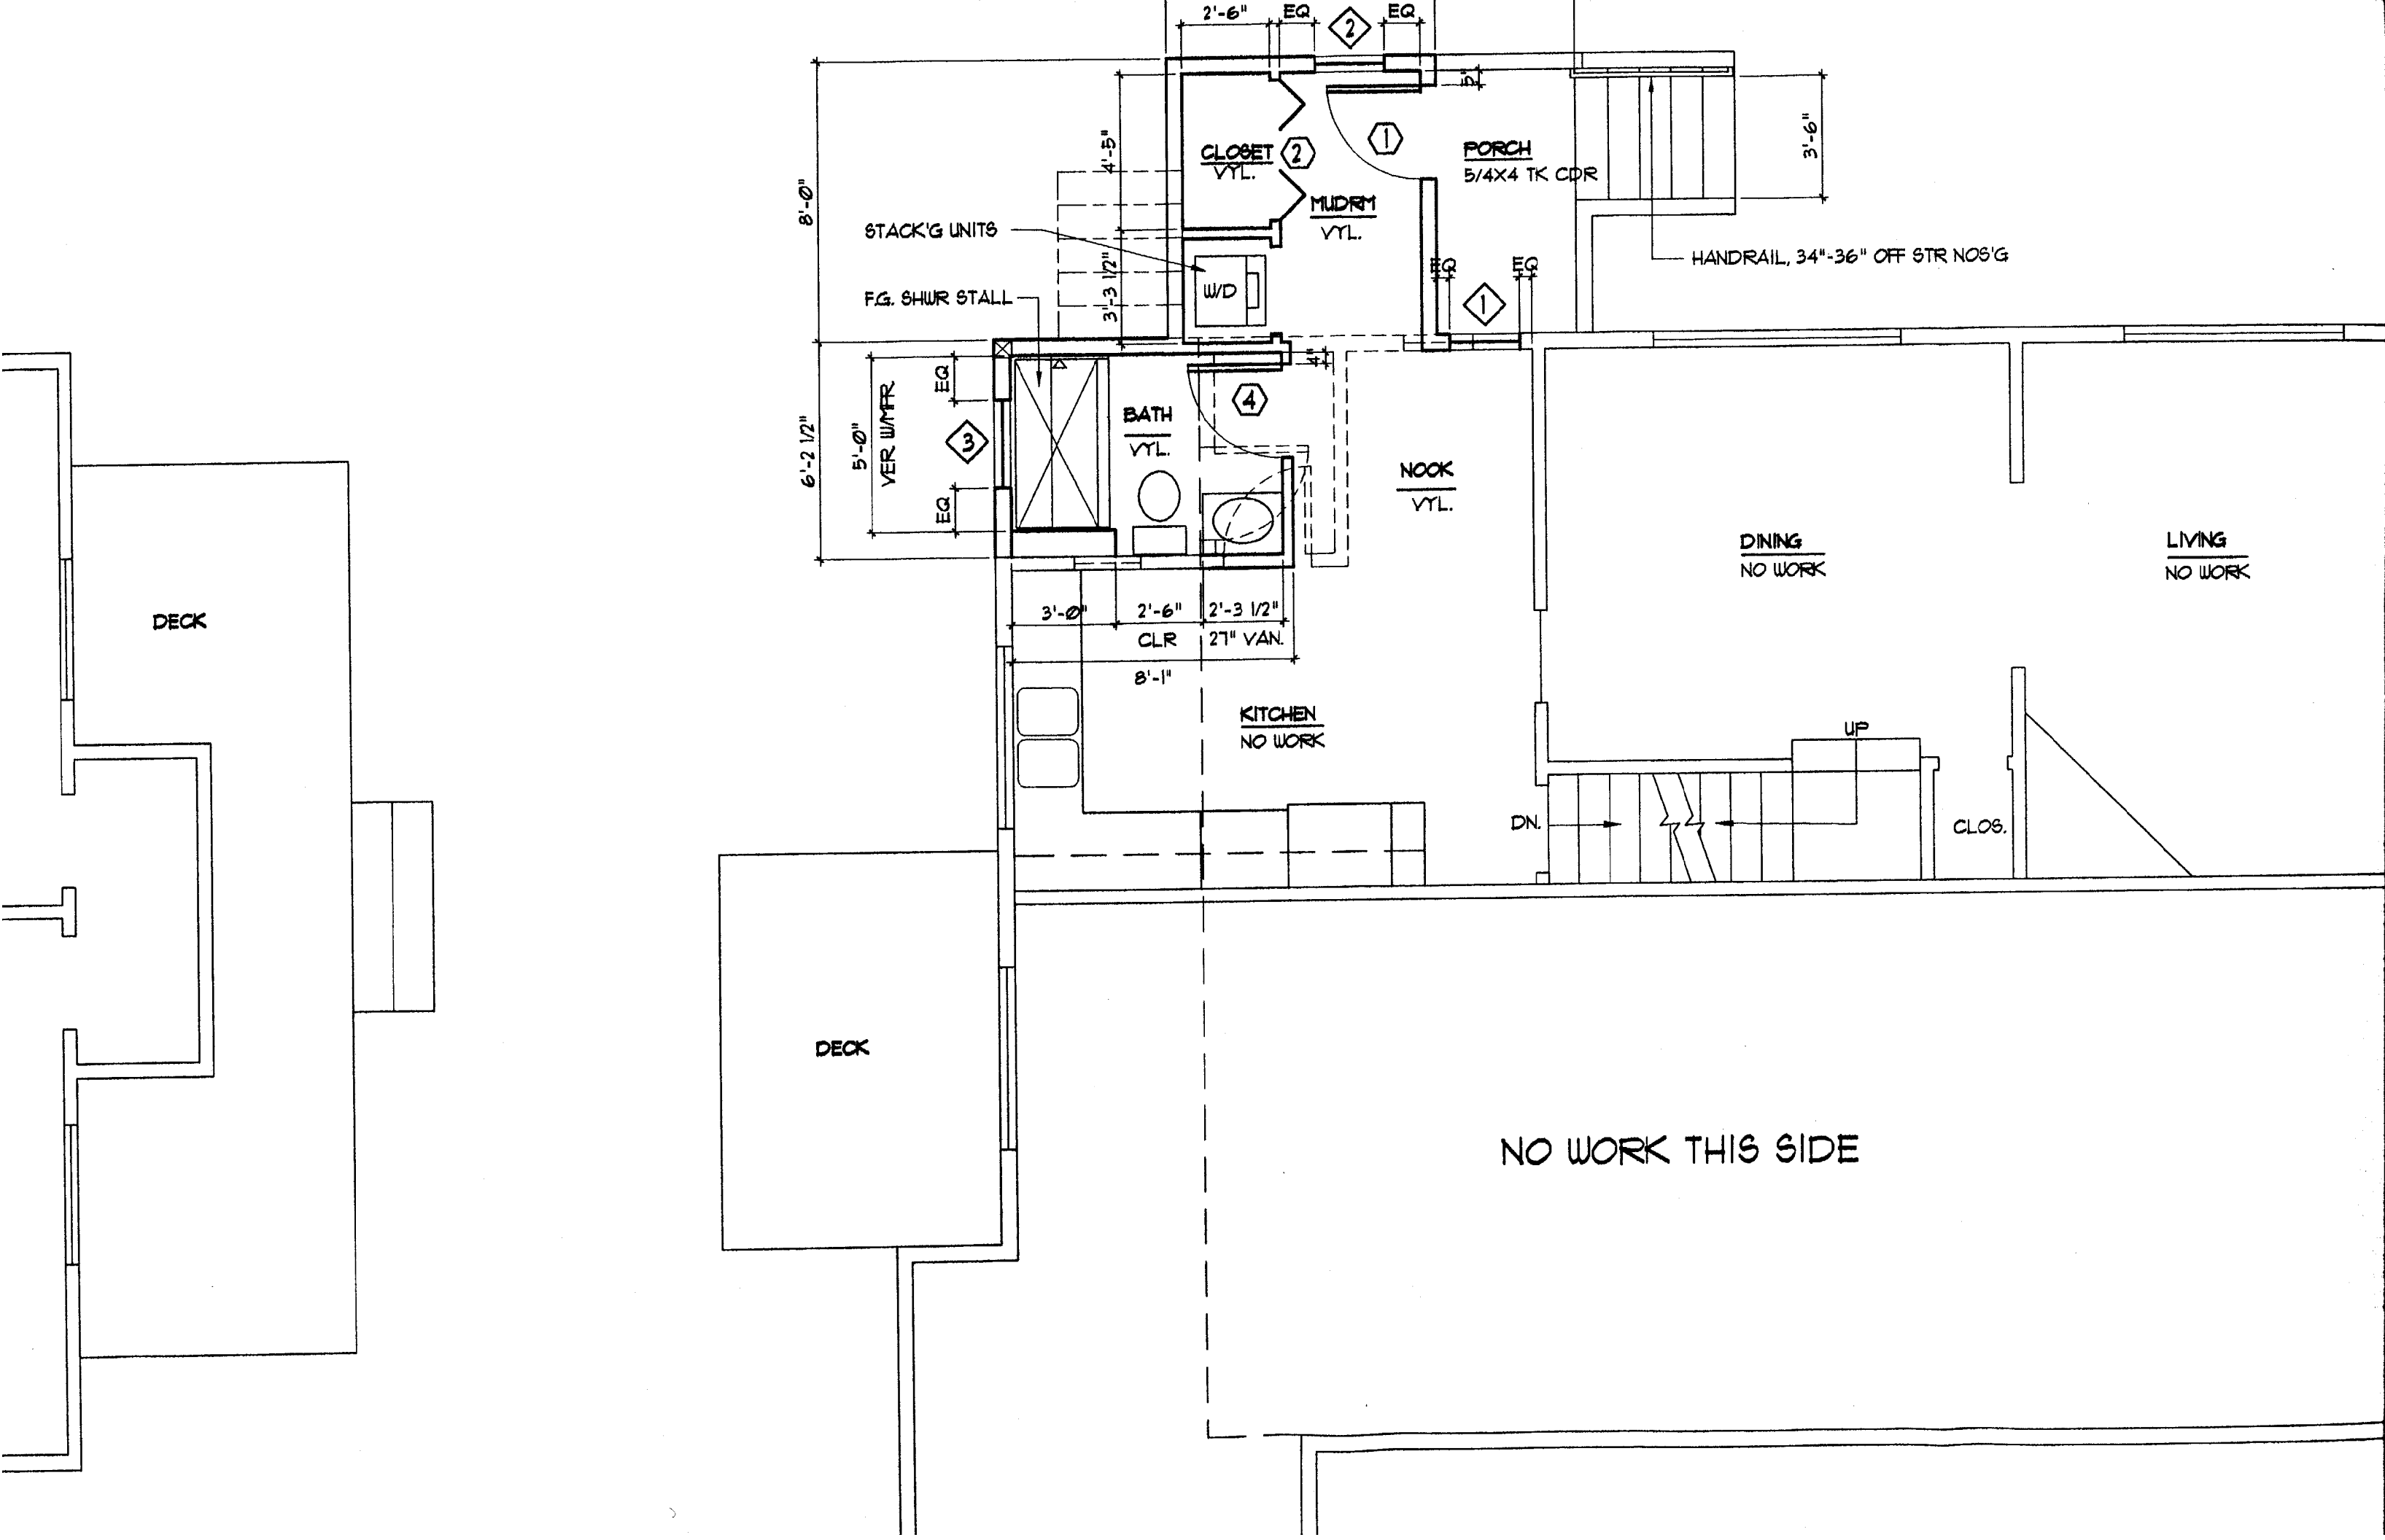 2'-6" EQ 2 EQ
5"
8'-0"
4'-5"
CLOSET
VYL.
2
1
PORCH
5/4X4 TK CDR
3'-6"
MUDRM
VYL.
STACK'G UNITS
HANDRAIL, 34"-36" OFF STR NOS'G
EQ EQ
3'-3 1/2"
W/D
F.G. SHWR STALL
1
4"
EQ
VER W/MFR
5'-0"
6'-2 1/2"
3
EQ
BATH
VYL.
4
NOOK
VYL.
DINING
NO WORK
LIVING
NO WORK
DECK
3'-0" 2'-6" 2'-3 1/2"
CLR 27" VAN.
8'-1"
KITCHEN
NO WORK
UP
DN.
CLOS.
DECK
NO WORK THIS SIDE